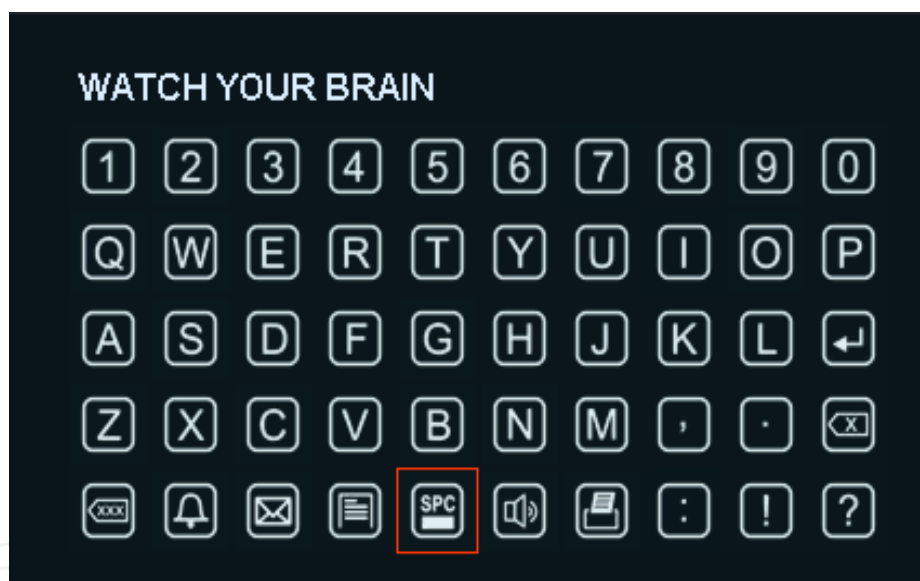 WATCH YOUR BRAIN
1 2 3 4 5 6 7 8 9 0
Q W E R T Y U I O P
A S D F G H J K L
Z X C V B N M , . X
XXX SPC : ! ?